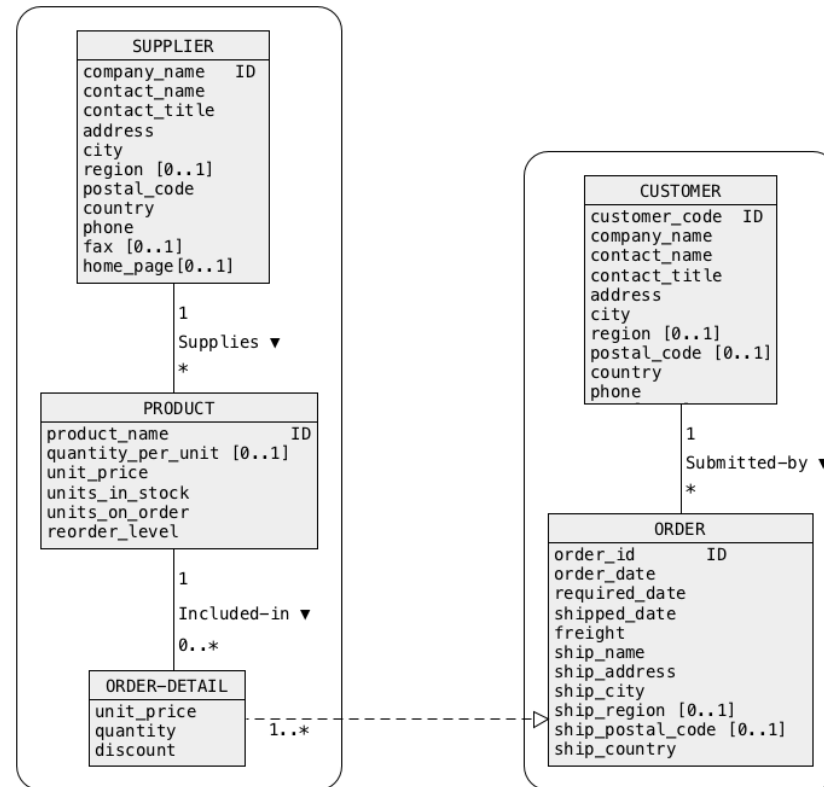 SUPPLIER
company_name ID
contact_name
contact_title
address
city
region [0..1]
postal_code
country
phone
fax [0..1]
home_page[0..1]
1
Supplies ▼
*
PRODUCT
product_name ID
quantity_per_unit [0..1]
unit_price
units_in_stock
units_on_order
reorder_level
1
Included-in ▼
0..*
ORDER-DETAIL
unit_price
quantity
discount
1..*
CUSTOMER
customer_code ID
company_name
contact_name
contact_title
address
city
region [0..1]
postal_code [0..1]
country
phone
1
Submitted-by ▼
*
ORDER
order_id ID
order_date
required_date
shipped_date
freight
ship_name
ship_address
ship_city
ship_region [0..1]
ship_postal_code [0..1]
ship_country